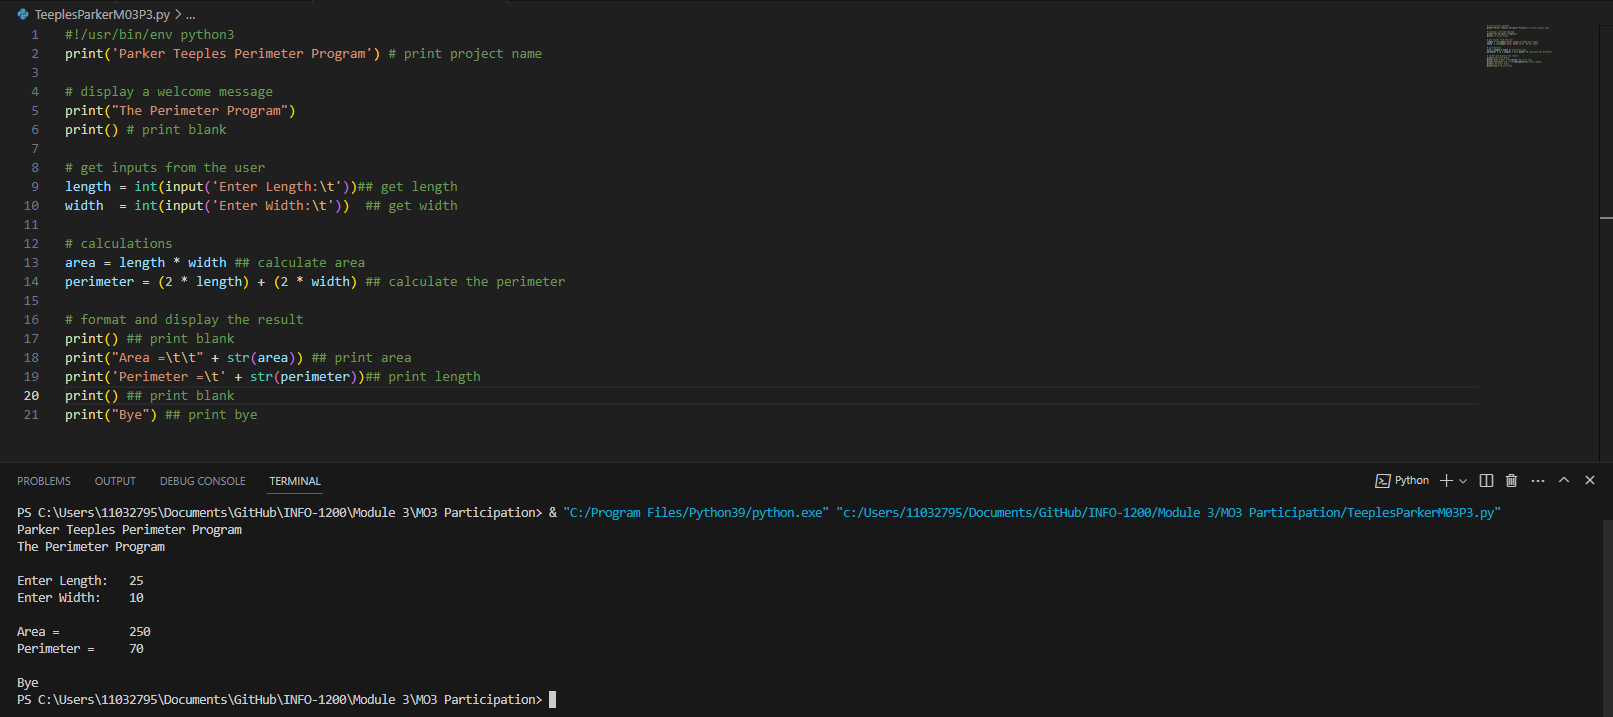 TeeplesParkerM03P3.py > ...
1 #!/usr/bin/env python3
2 print('Parker Teeples Perimeter Program') # print project name
3
4 # display a welcome message
5 print("The Perimeter Program")
6 print() # print blank
7
8 # get inputs from the user
9 length = int(input('Enter Length:\t'))## get length
10 width  = int(input('Enter Width:\t'))  ## get width
11
12 # calculations
13 area = length * width ## calculate area
14 perimeter = (2 * length) + (2 * width) ## calculate the perimeter
15
16 # format and display the result
17 print() ## print blank
18 print("Area =\t\t" + str(area)) ## print area
19 print('Perimeter =\t' + str(perimeter))## print length
20 print() ## print blank
21 print("Bye") ## print bye
PROBLEMS OUTPUT DEBUG CONSOLE TERMINAL Python
PS C:\Users\11032795\Documents\GitHub\INFO-1200\Module 3\MO3 Participation> & "C:/Program Files/Python39/python.exe" "c:/Users/11032795/Documents/GitHub/INFO-1200/Module 3/MO3 Participation/TeeplesParkerM03P3.py"
Parker Teeples Perimeter Program
The Perimeter Program
Enter Length:   25
Enter Width:    10
Area =          250
Perimeter =     70
Bye
PS C:\Users\11032795\Documents\GitHub\INFO-1200\Module 3\MO3 Participation>